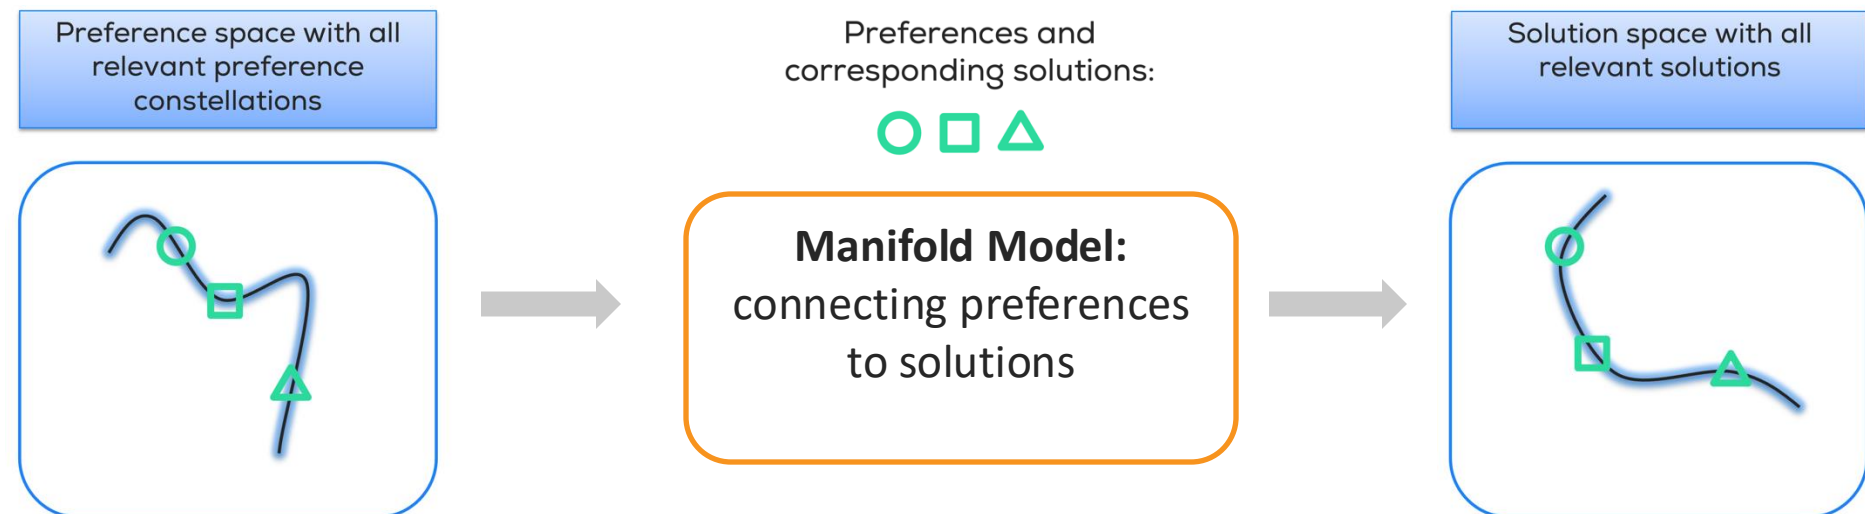 Preference space with all
relevant preference
constellations
Preferences and
corresponding solutions:
Solution space with all
relevant solutions
Manifold Model:
connecting preferences
to solutions